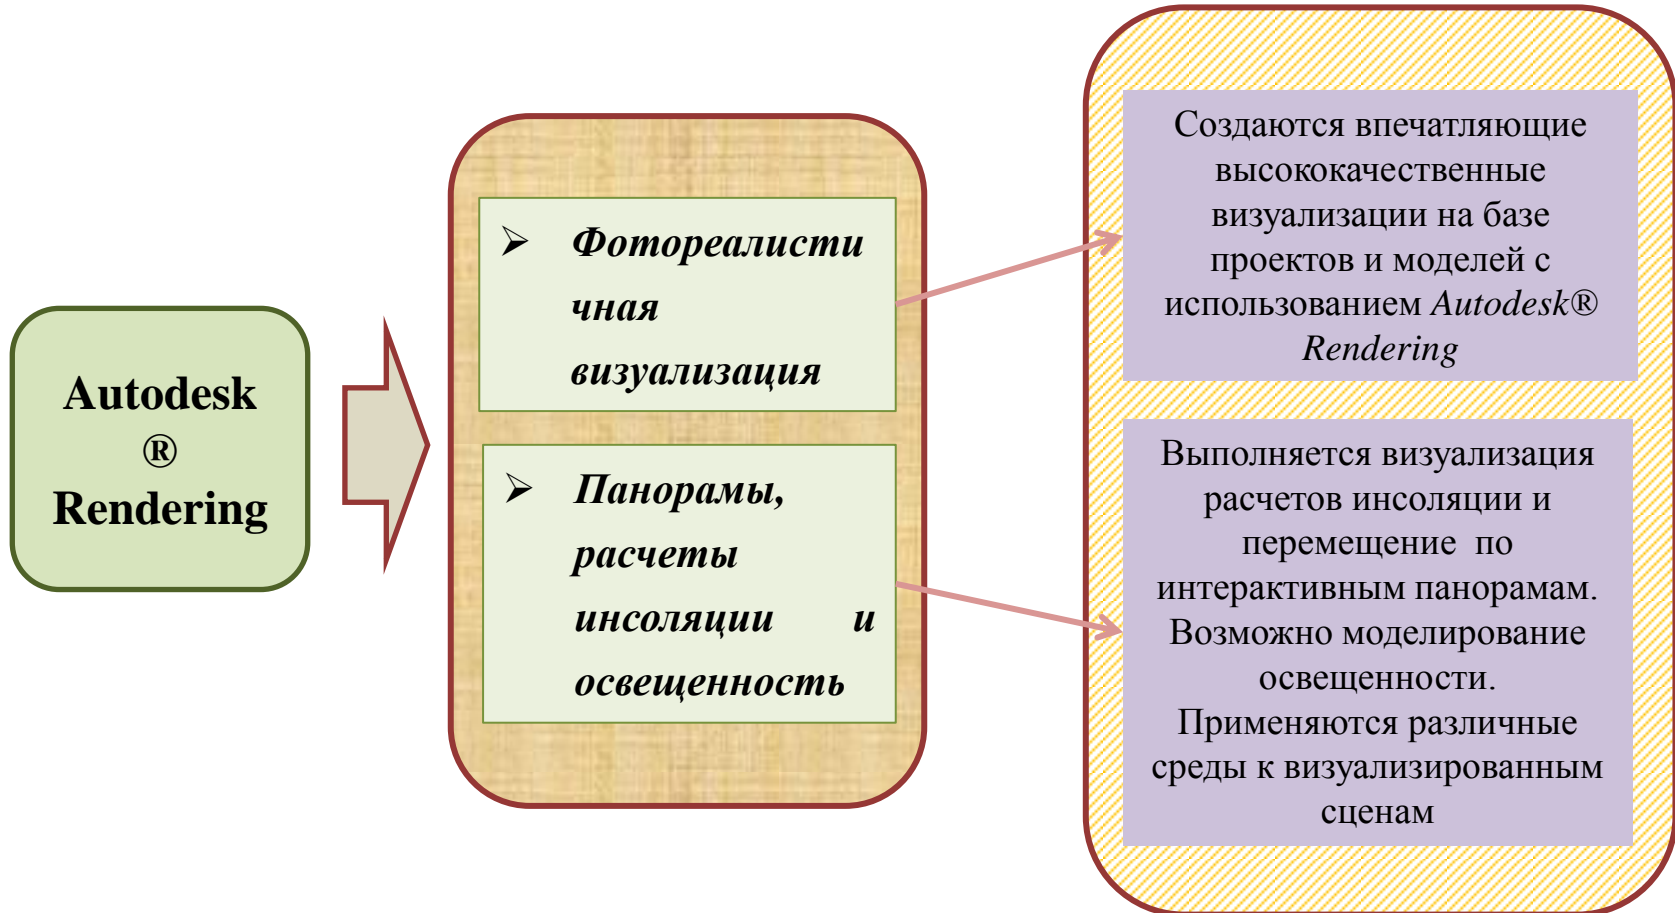 Autodesk
®
Rendering
➢ Фотореалисти
чная
визуализация
➢ Панорамы,
расчеты
инсоляции и
освещенность
Создаются впечатляющие
высококачественные
визуализации на базе
проектов и моделей с
использованием Autodesk®
Rendering
Выполняется визуализация
расчетов инсоляции и
перемещение по
интерактивным панорамам.
Возможно моделирование
освещенности.
Применяются различные
среды к визуализированным
сценам